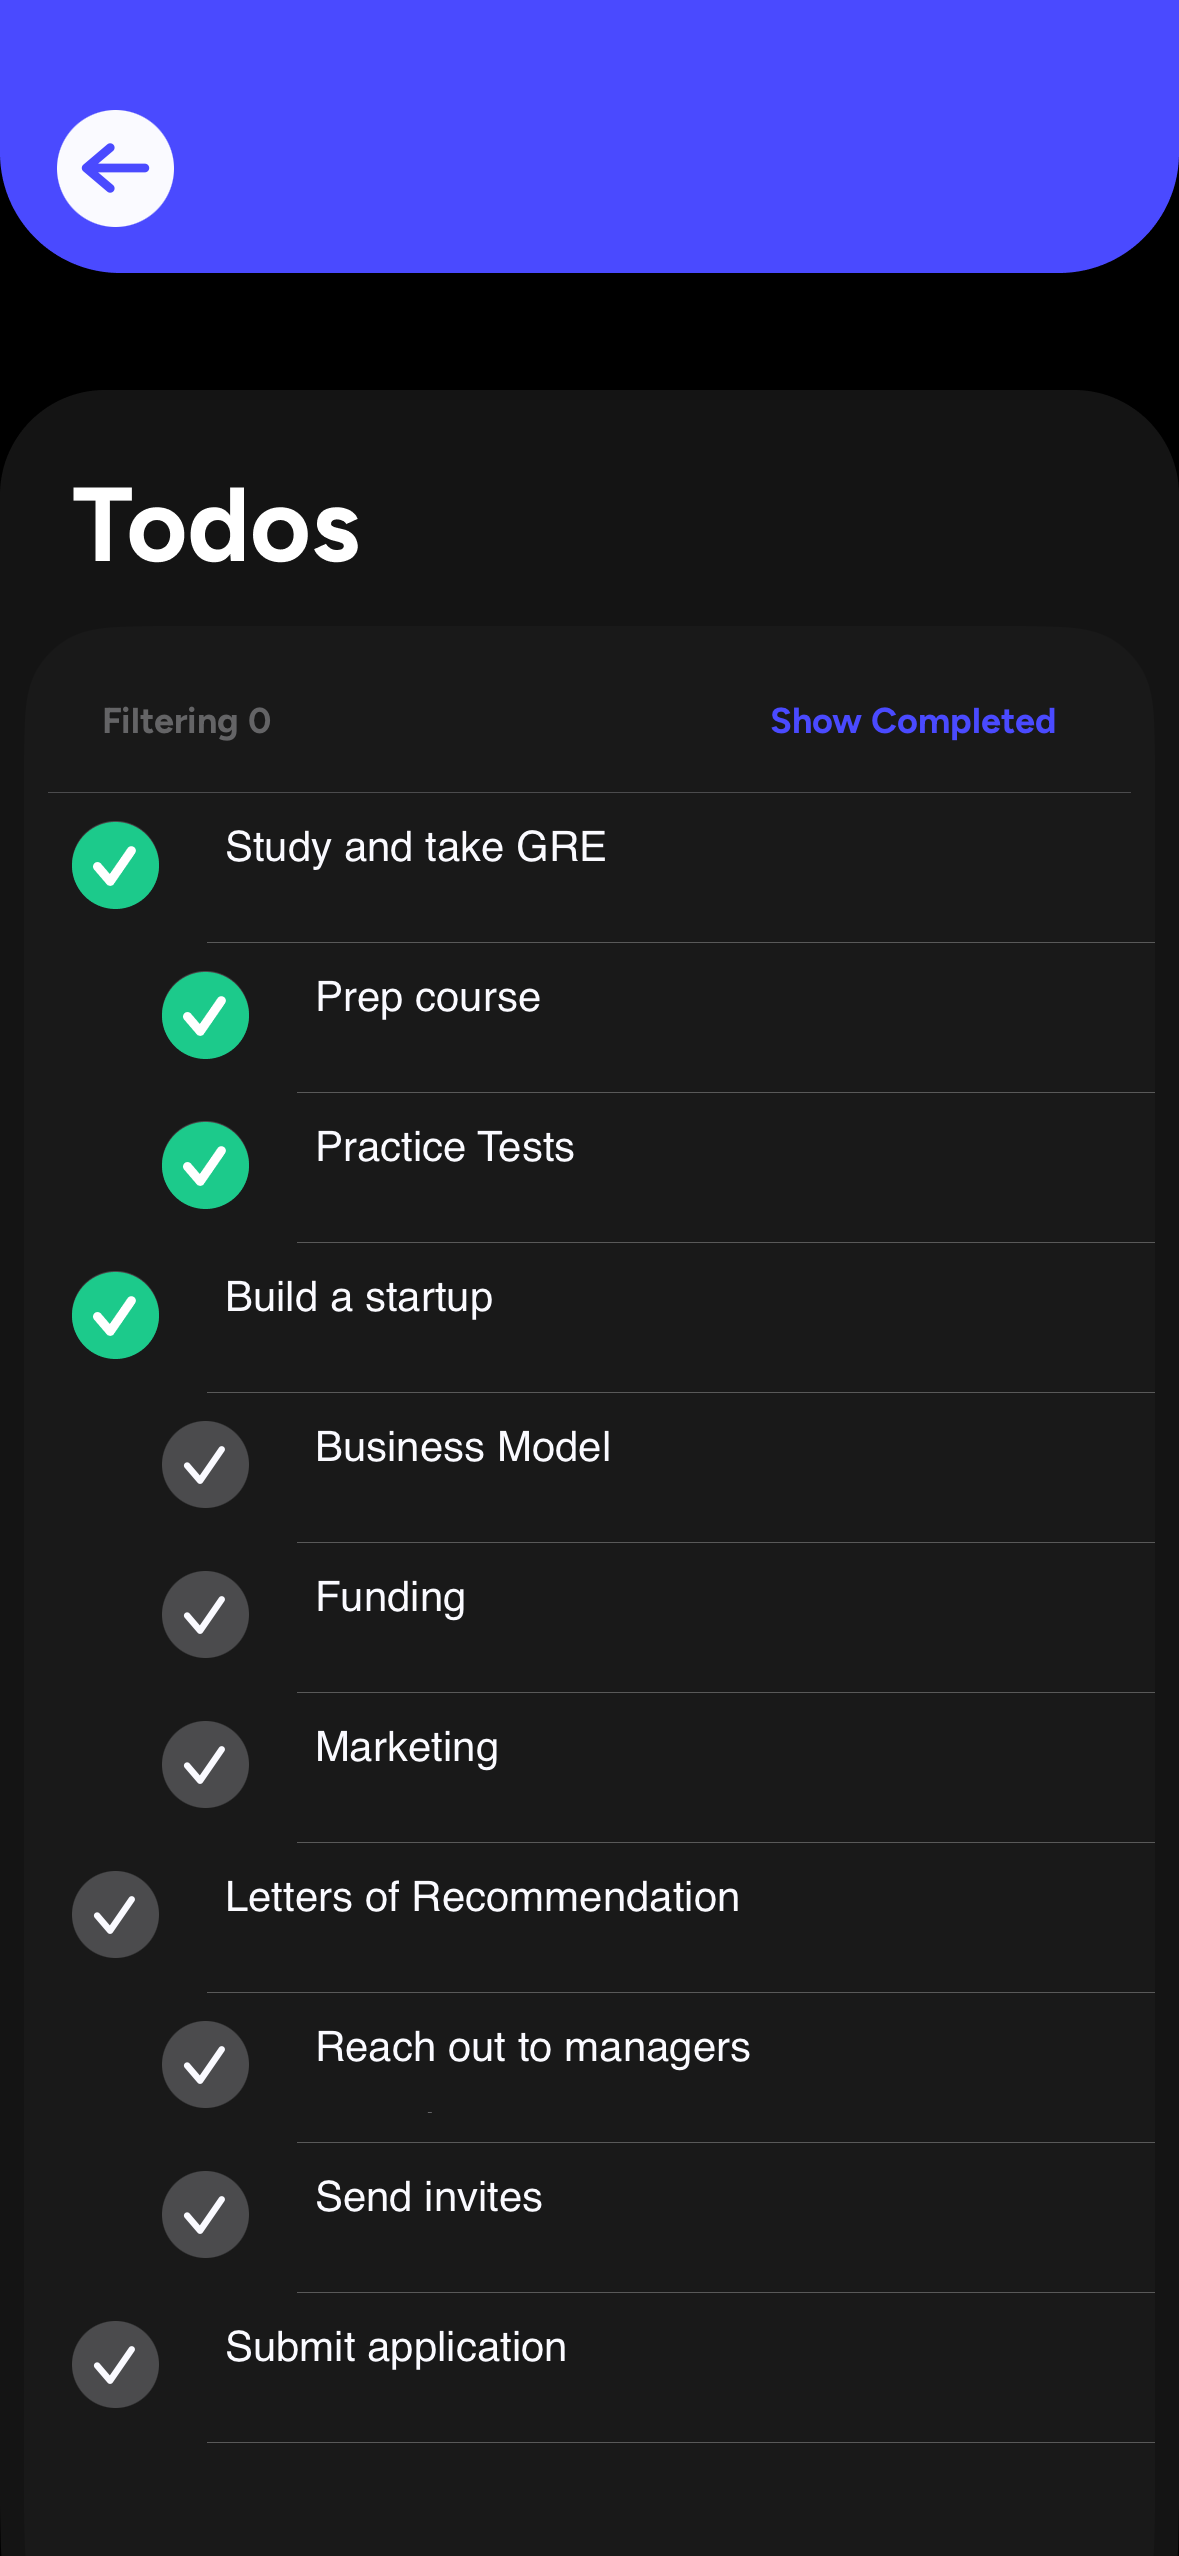 Todos
Filtering 0
Show Completed
Study and take GRE
Prep course
Practice Tests
Build a startup
Business Model
Funding
Marketing
Letters of Recommendation
Reach out to managers
Send invites
Submit application